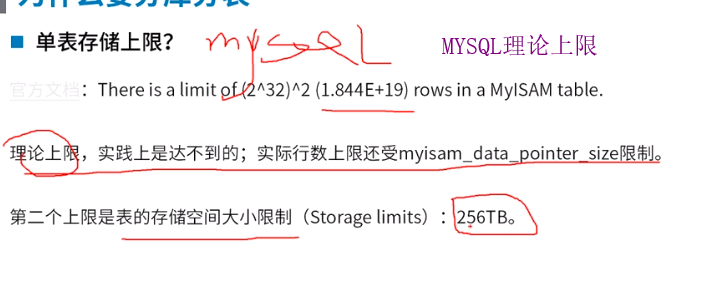 为什么要分库分表
单表存储上限？ mysQL MYSQL理论上限
官方文档：There is a limit of (2^32)^2 (1.844E+19) rows in a MyISAM table.
理论上限，实践上是达不到的；实际行数上限还受myisam_data_pointer_size限制。
第二个上限是表的存储空间大小限制（Storage limits）：256TB。